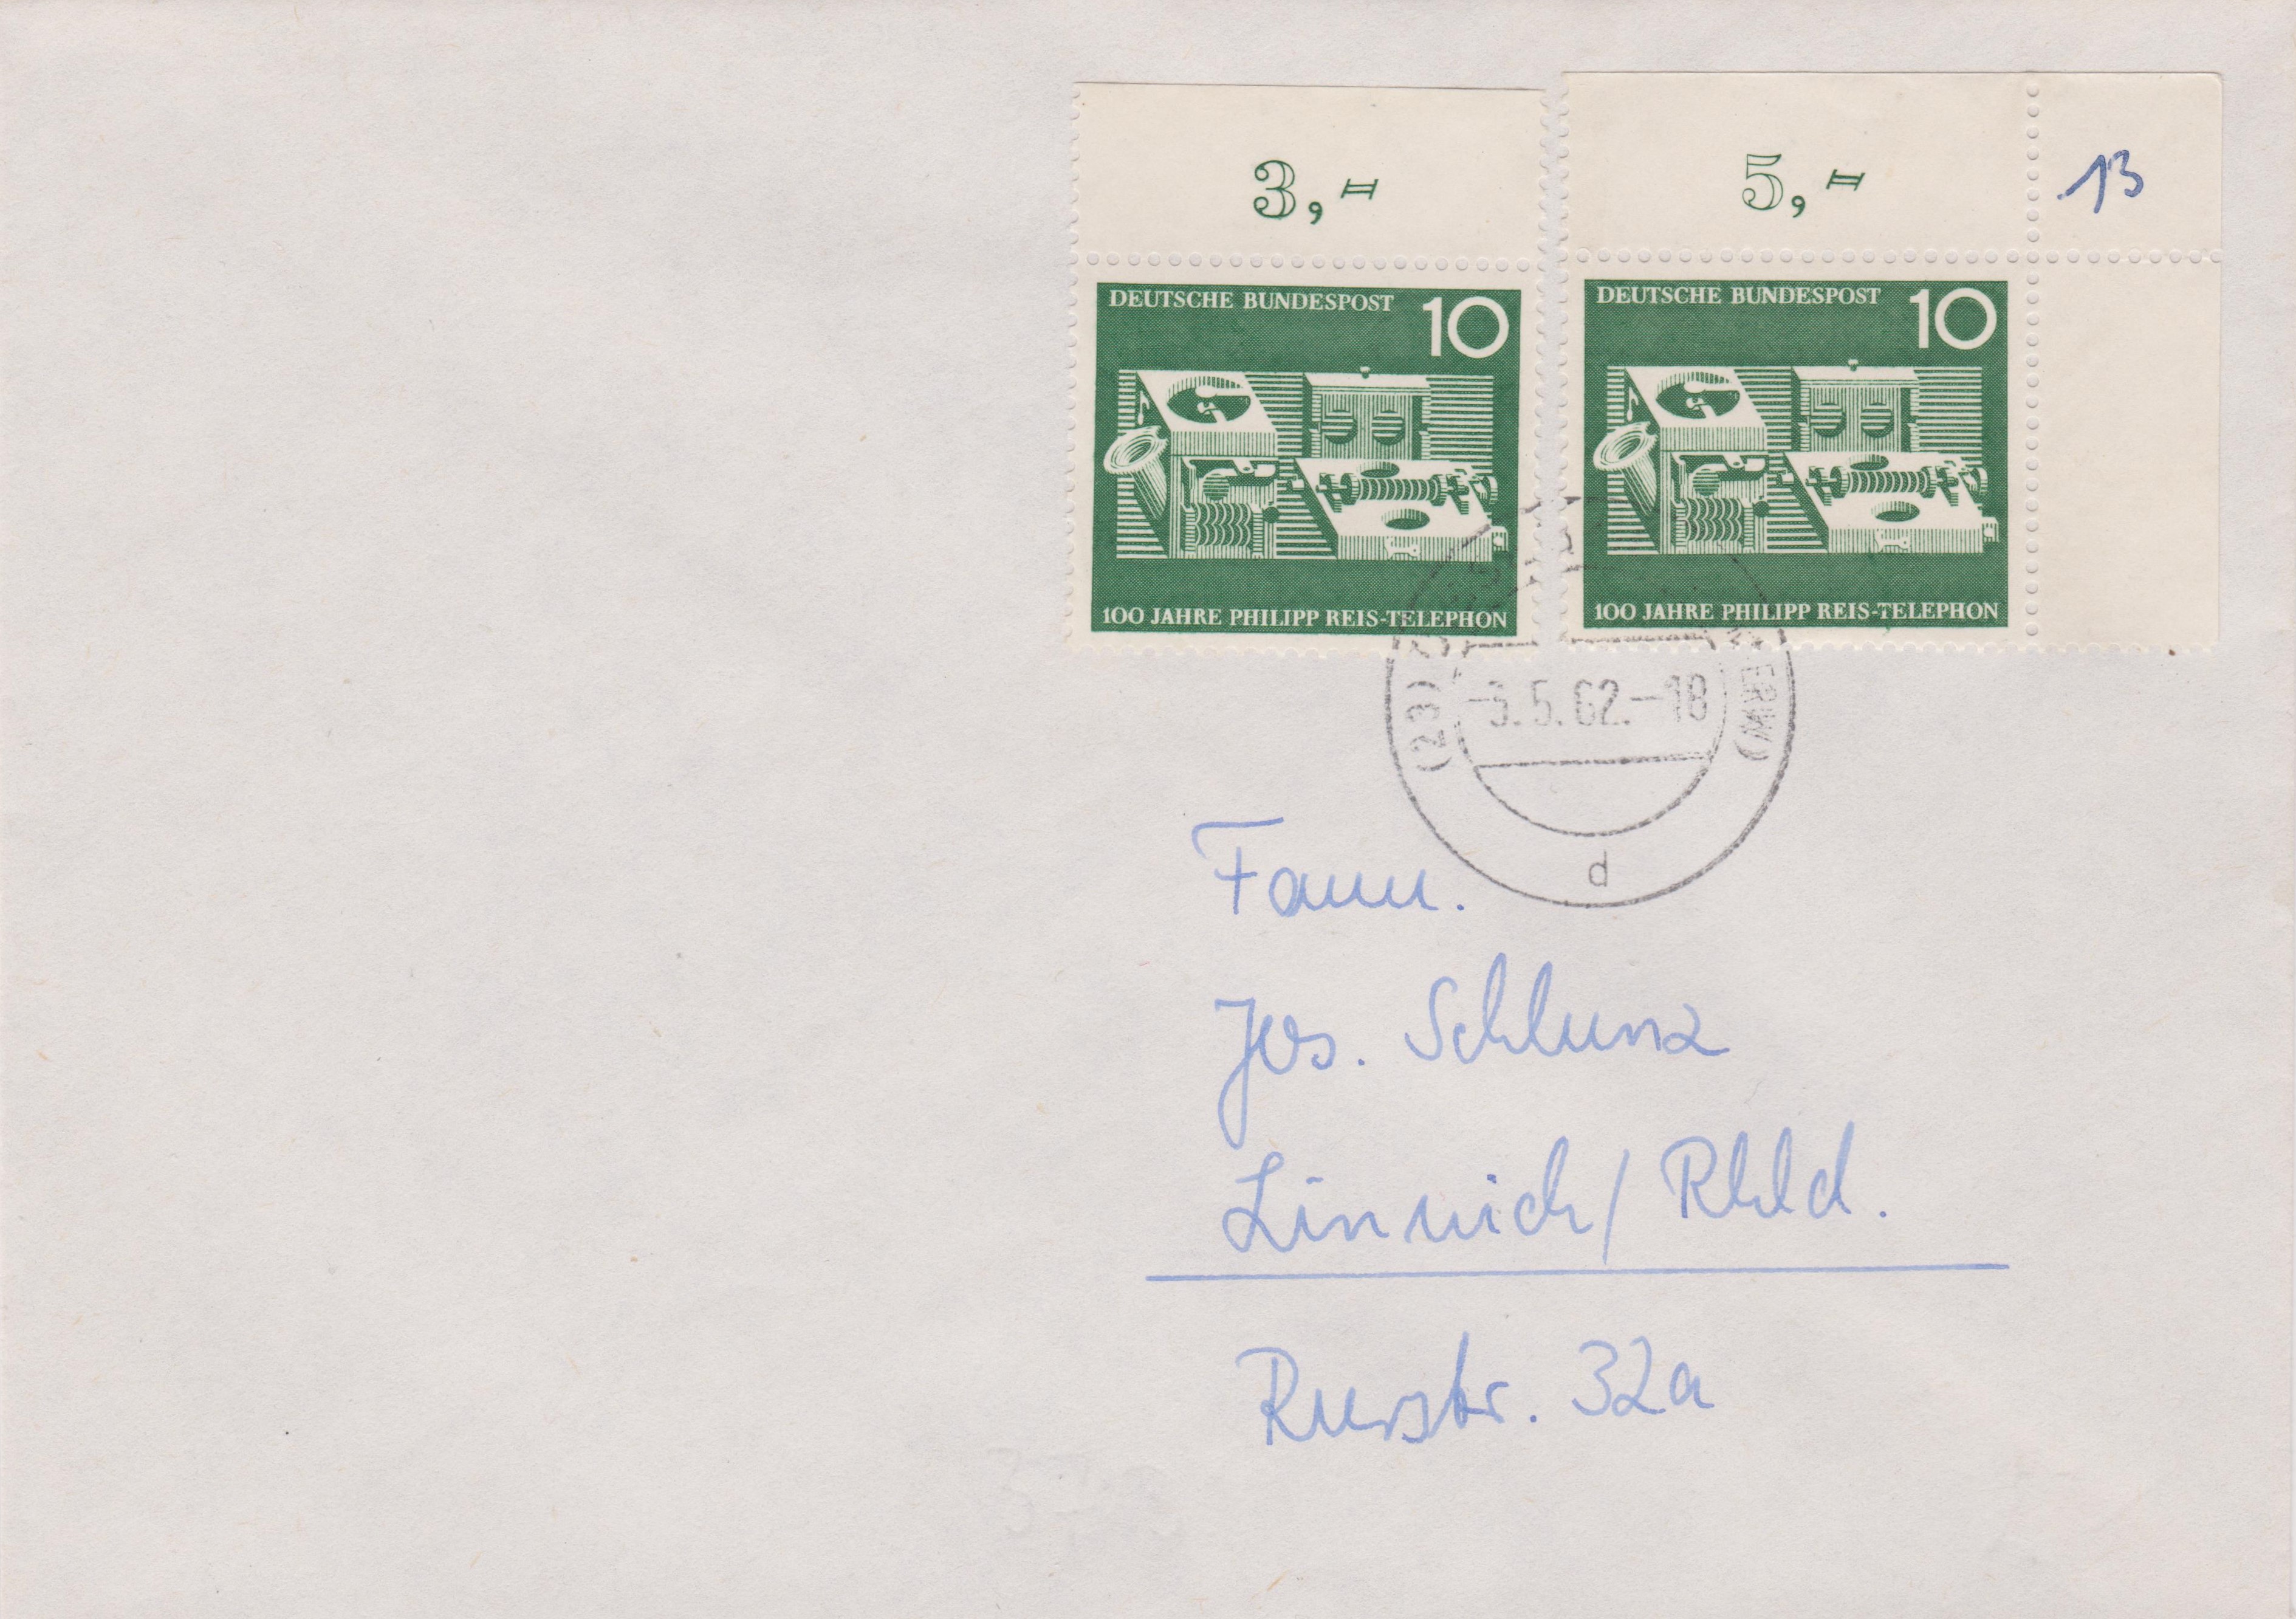 3,-
5,-
13
DEUTSCHE BUNDESPOST 10
100 JAHRE PHILIPP REIS-TELEPHON
DEUTSCHE BUNDESPOST 10
100 JAHRE PHILIPP REIS-TELEPHON
(23)
.5.62.-18
d
Fam.
Jos. Schlunz
Linnich/Rhld.
Rurstr. 32a